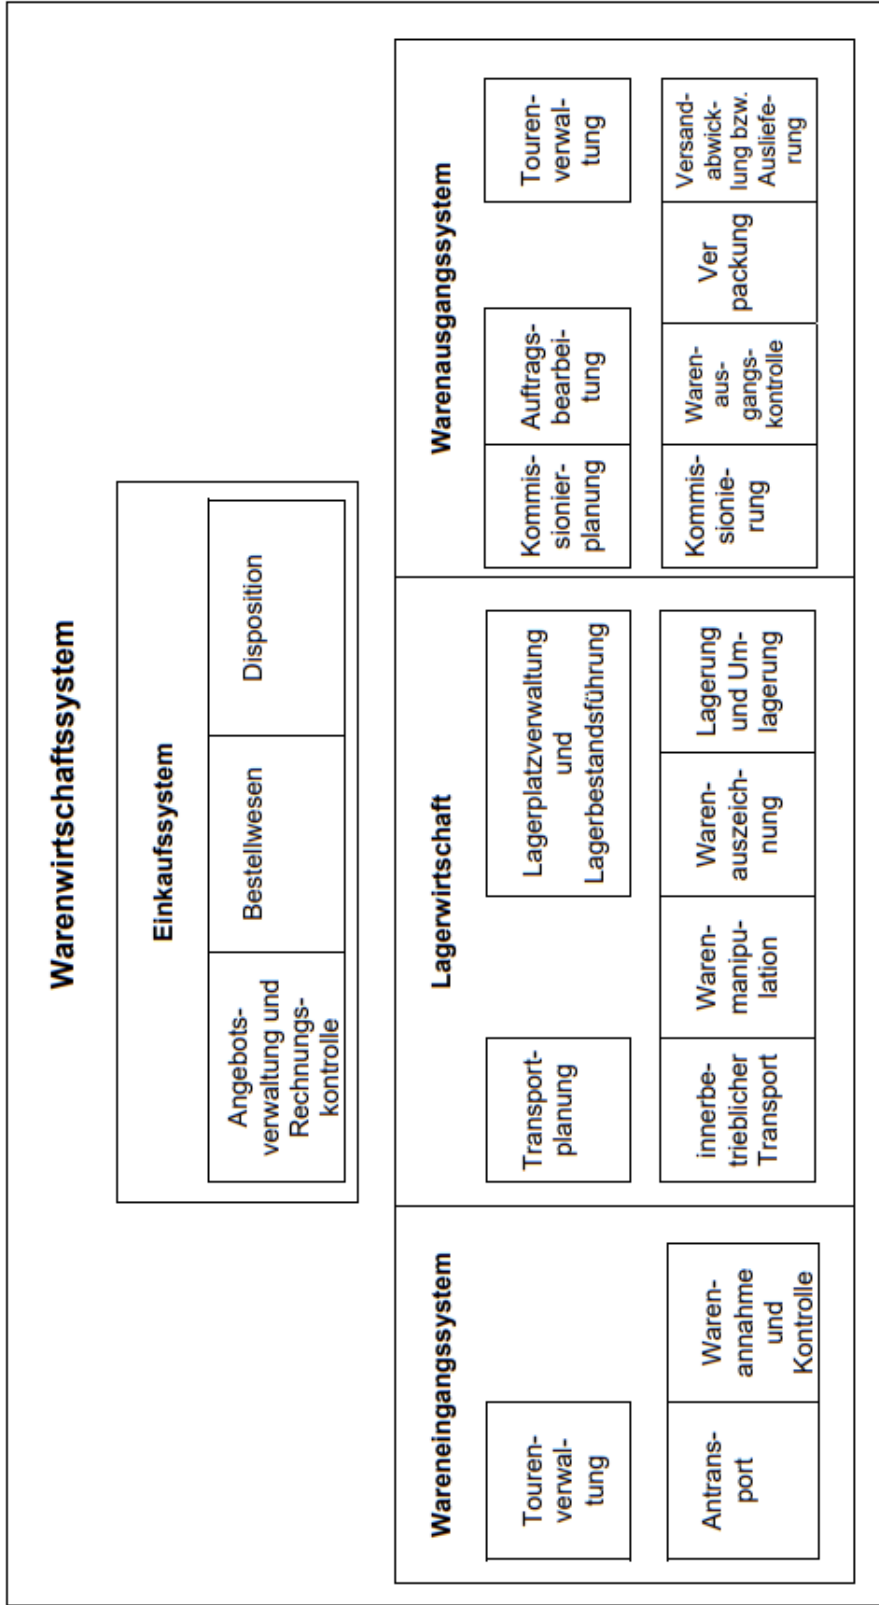 Warenwirtschaftssystem
Einkaufssystem
Angebots-
verwaltung und
Rechnungs-
kontrolle
Bestellwesen
Disposition
Wareneingangssystem
Touren-
verwal-
tung
Antrans-
port
Waren-
annahme
und
Kontrolle
Lagerwirtschaft
Transport-
planung
Lagerplatzverwaltung
und
Lagerbestandsführung
innerbe-
trieblicher
Transport
Waren-
manipu-
lation
Waren-
auszeich-
nung
Lagerung
und Um-
lagerung
Warenausgangssystem
Kommis-
sionier-
planung
Auftrags-
bearbei-
tung
Touren-
verwal-
tung
Kommis-
sionie-
rung
Waren-
aus-
gangs-
kontrolle
Ver
packung
Versand-
abwick-
lung bzw.
Ausliefe-
rung